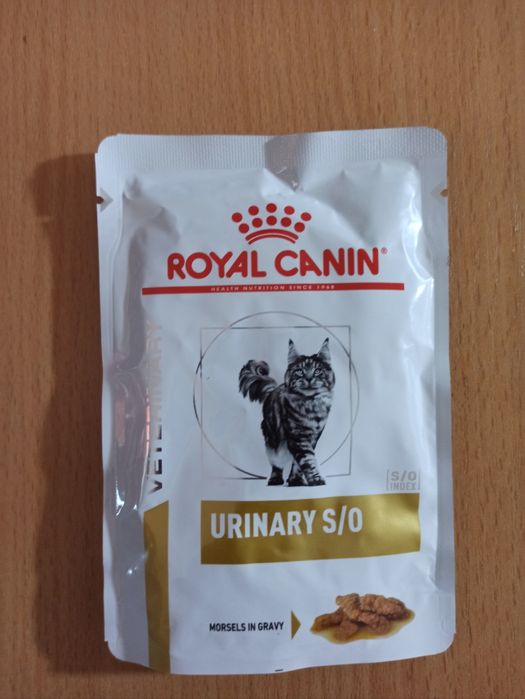 ROYAL CANIN®
HEALTH NUTRITION SINCE 1968
VETERINARY
[S/O
INDEX]
URINARY S/O
MORSELS IN GRAVY